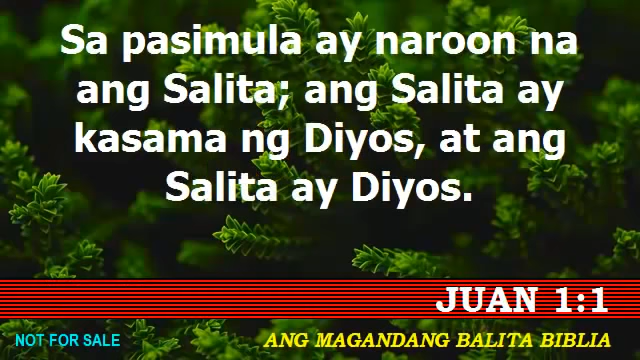 Sa pasimula ay naroon na
ang Salita; ang Salita ay
kasama ng Diyos, at ang
Salita ay Diyos.
JUAN 1:1
NOT FOR SALE
ANG MAGANDANG BALITA BIBLIA